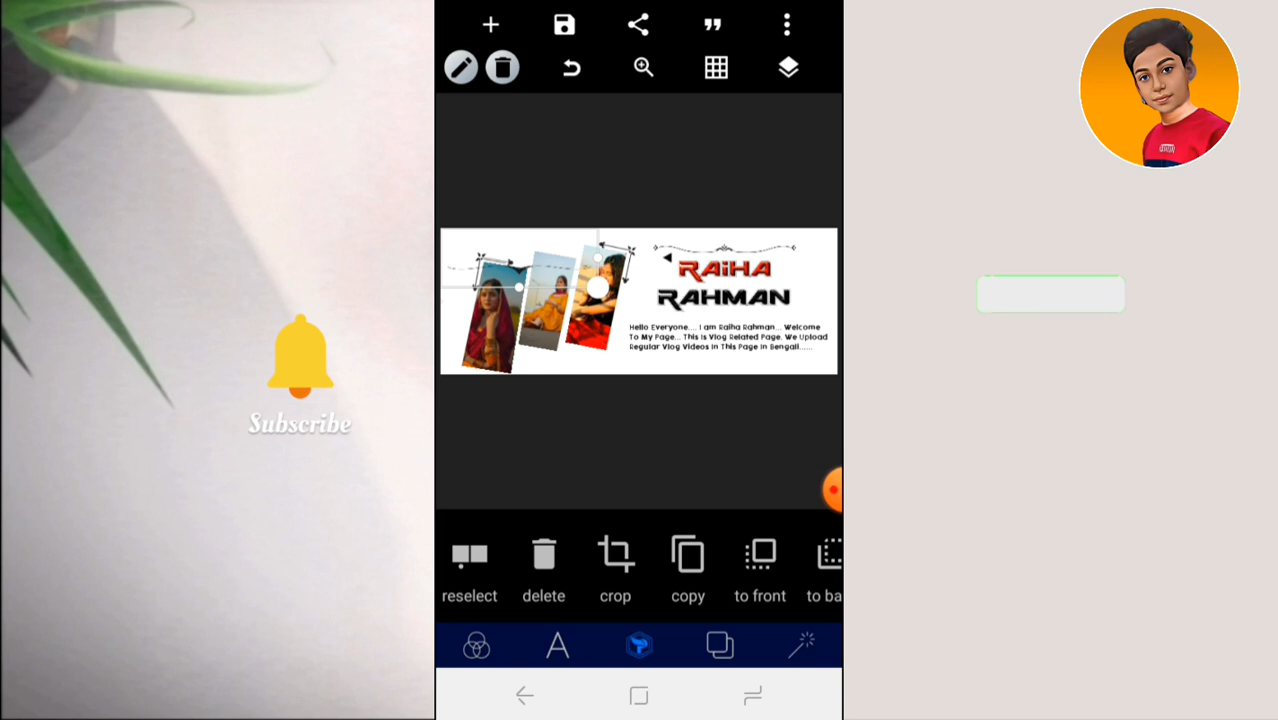 RAiHA
RAHMAN
Hello Everyone.... I am Raiha Rahman... Welcome
To My Page... This Is Vlog Related Page. We Upload
Regular Vlog Videos In This Page In Bengali......
Subscribe
reselect
delete
crop
copy
to front
to ba